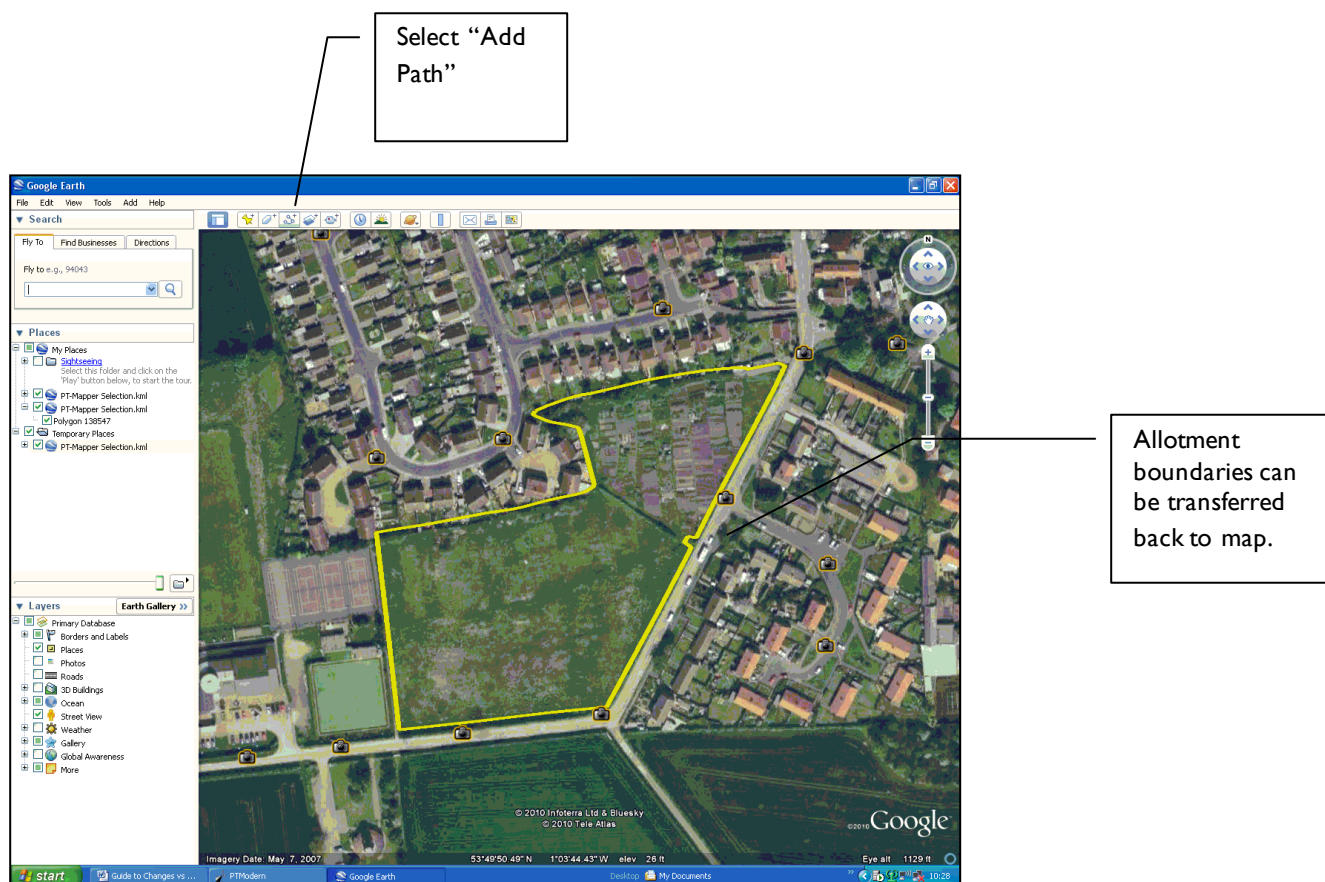 Select “Add
Path”
Google Earth
File Edit View Tools Add Help
Search
Fly To Find Businesses Directions
Fly to e.g., 94043
Places
My Places
Sightseeing
Select this folder and click on the
'Play' button below, to start the tour.
PT-Mapper Selection.kml
PT-Mapper Selection.kml
Polygon 138547
Temporary Places
PT-Mapper Selection.kml
Layers
Earth Gallery >>
Primary Database
Borders and Labels
Places
Photos
Roads
3D Buildings
Ocean
Street View
Weather
Gallery
Global Awareness
More
N
Allotment
boundaries can
be transferred
back to map.
© 2010 Infoterra Ltd & Bluesky
© 2010 Tele Atlas
©2010 Google
Imagery Date: May 7, 2007 53°49'50.49" N 1°03'44.43" W elev 26 ft Eye alt 1129 ft
start Guide to Changes vs ... PTModern Google Earth Desktop My Documents » 10:28